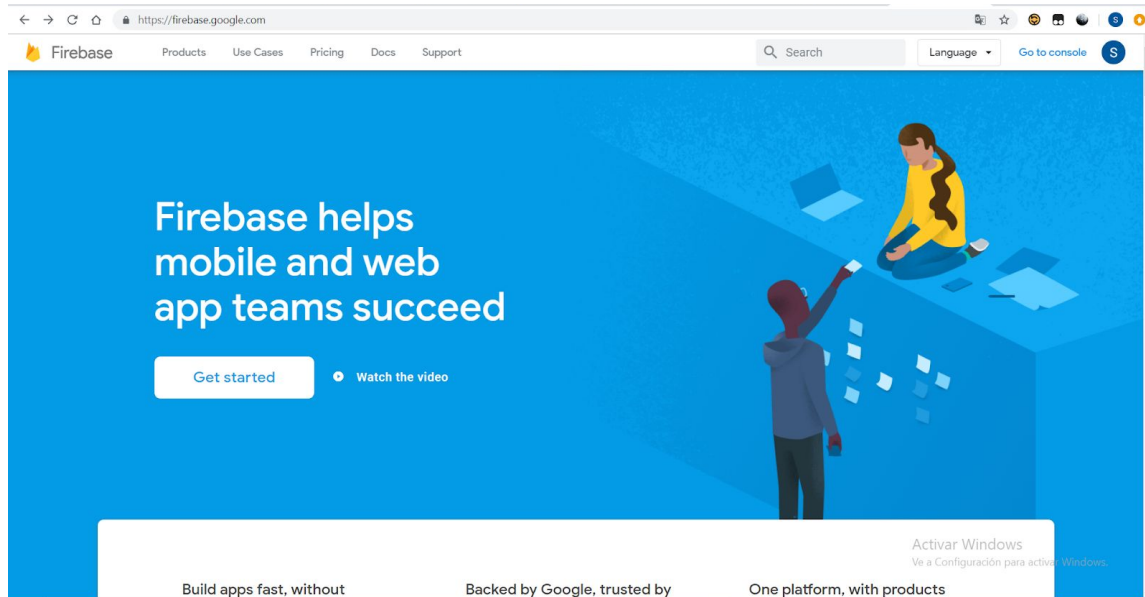 https://firebase.google.com
Firebase Products Use Cases Pricing Docs Support Search Language Go to console S
Firebase helps
mobile and web
app teams succeed
Get started Watch the video
Activar Windows
Ve a Configuración para activar Windows.
Build apps fast, without Backed by Google, trusted by One platform, with products